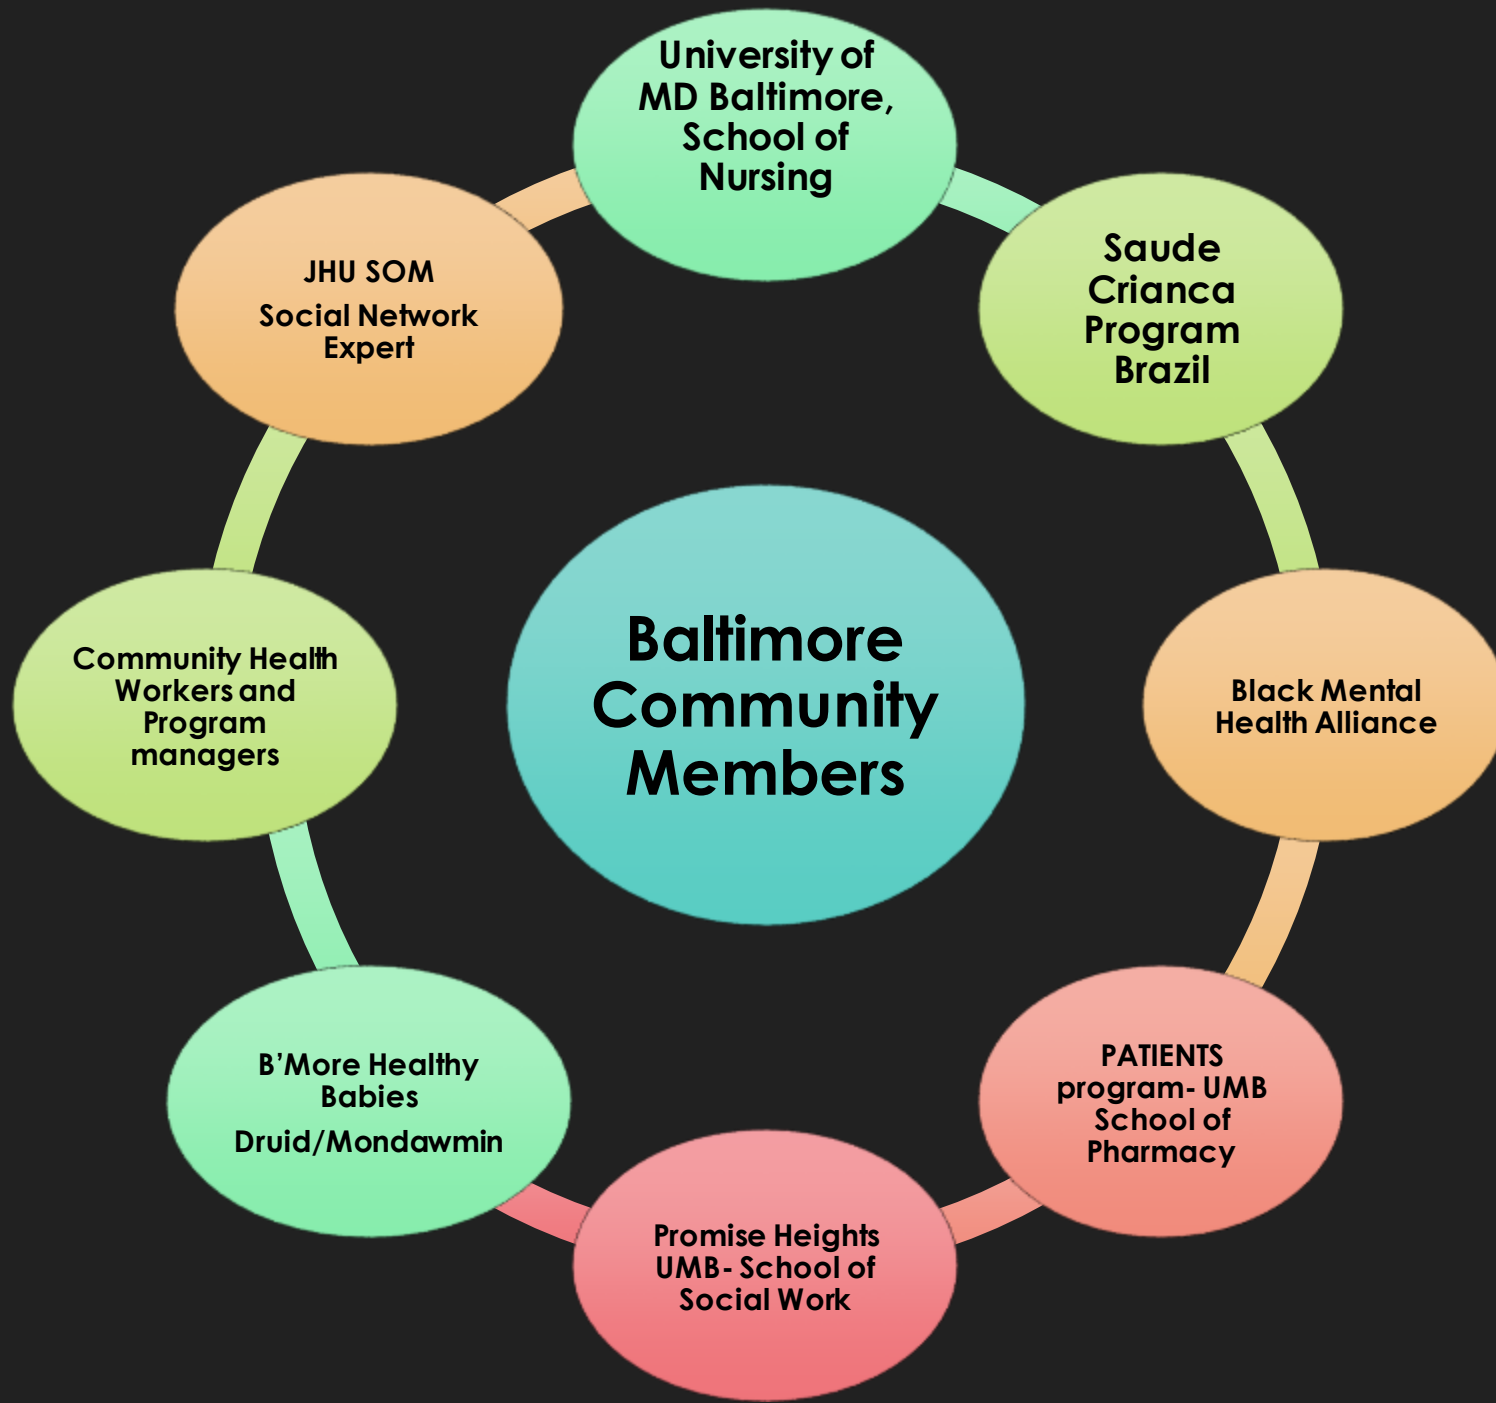 University of
MD Baltimore,
School of
Nursing
Saude
Crianca
Program
Brazil
Black Mental
Health Alliance
PATIENTS
program- UMB
School of
Pharmacy
Promise Heights
UMB- School of
Social Work
B’More Healthy
Babies
Druid/Mondawmin
Community Health
Workers and
Program
managers
JHU SOM
Social Network
Expert
Baltimore
Community
Members